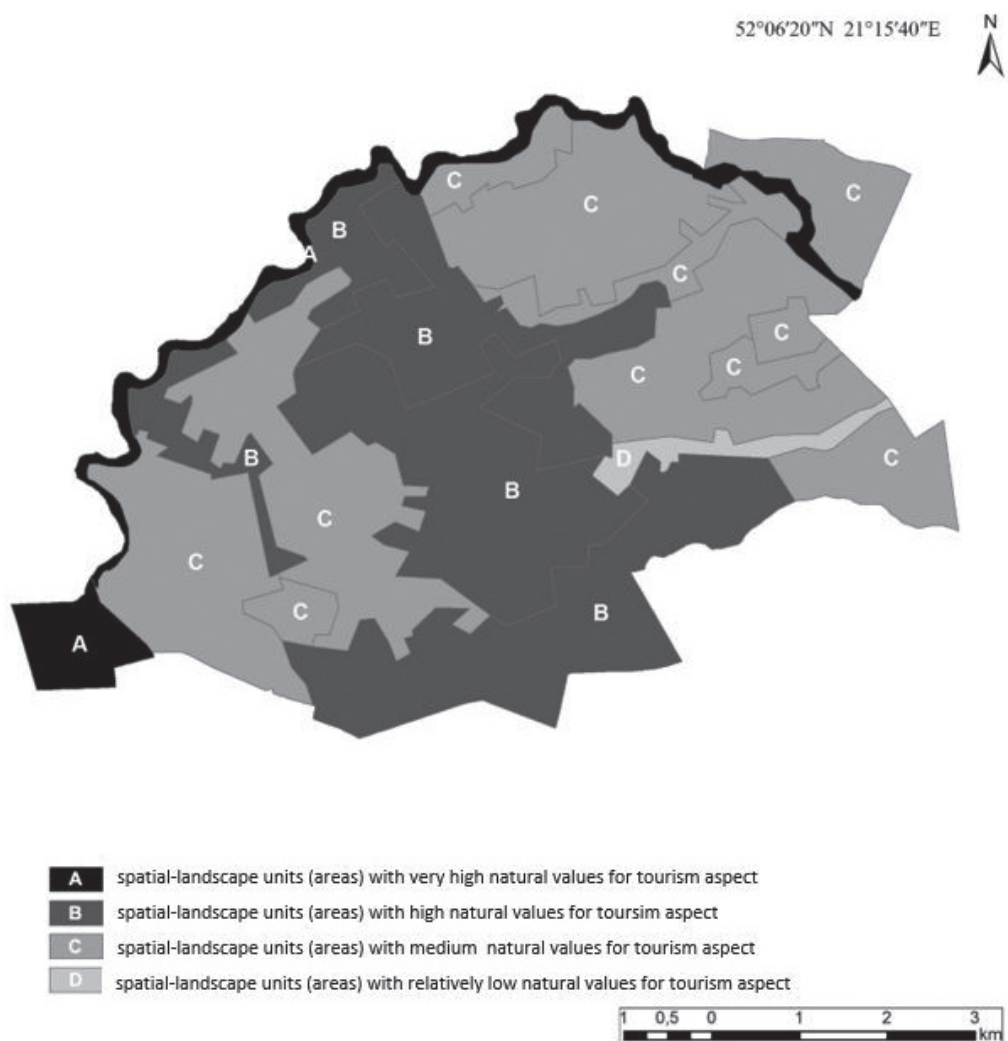 52°06′20″N 21°15′40″E
N
C
C
C
B
A
C
B
C
C
C
C
B
D
C
B
C
C
C
B
A
A spatial-landscape units (areas) with very high natural values for tourism aspect
B spatial-landscape units (areas) with high natural values for toursim aspect
C spatial-landscape units (areas) with medium natural values for tourism aspect
D spatial-landscape units (areas) with relatively low natural values for tourism aspect
1 0,5 0 1 2 3
km